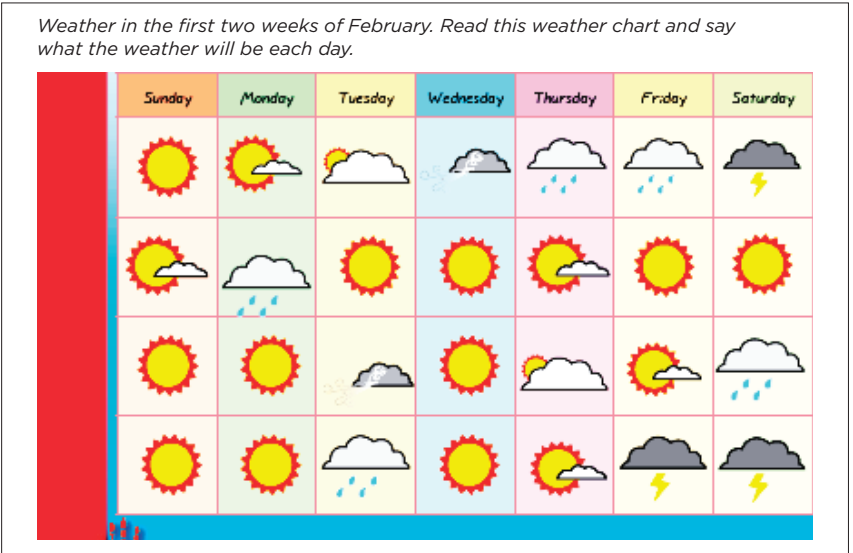 Weather in the first two weeks of February. Read this weather chart and say
what the weather will be each day.
Sunday Monday Tuesday Wednesday Thursday Friday Saturday